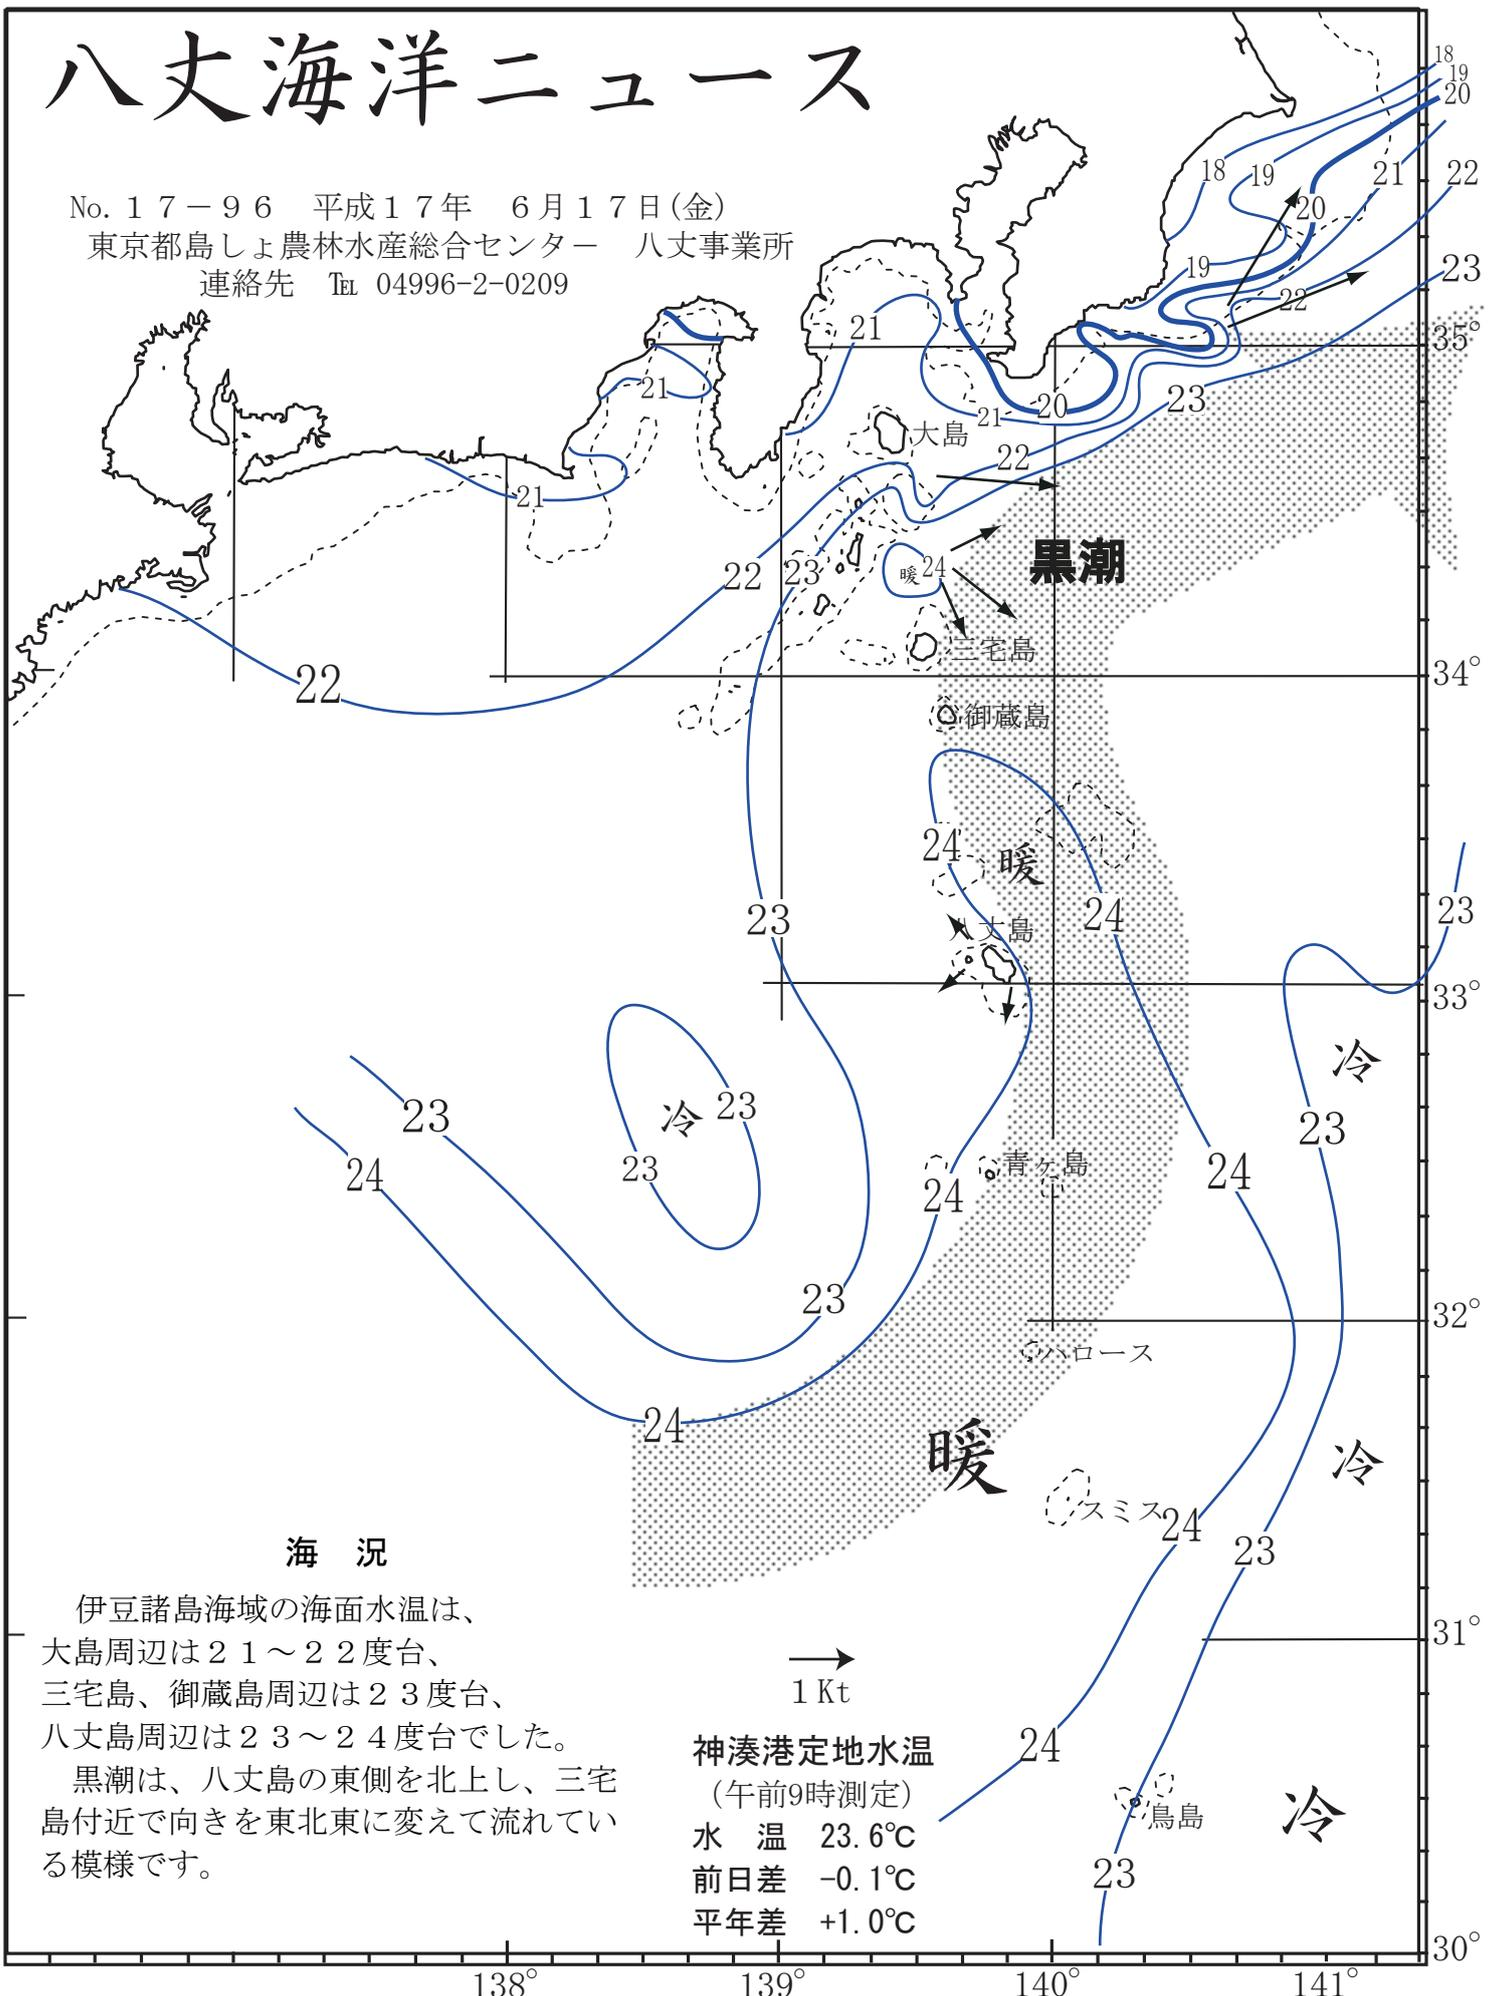 八丈海洋ニュース
No.１７－９６　平成１７年　６月１７日(金)
東京都島しょ農林水産総合センタ－　八丈事業所
連絡先　℡ 04996-2-0209
18
19
20
18
19
20
21
22
23
19
22
35°
21
21
大島
21
20
23
22
21
黒潮
22
23
暖
24
三宅島
22
34°
御蔵島
24
暖
24
23
八丈島
23
33°
冷
23
冷
23
23
23
24
青ヶ島
24
24
23
32°
ハロース
24
暖
冷
スミス
24
23
31°
海　況
伊豆諸島海域の海面水温は、
大島周辺は２１～２２度台、
三宅島、御蔵島周辺は２３度台、
八丈島周辺は２３～２４度台でした。
黒潮は、八丈島の東側を北上し、三宅
島付近で向きを東北東に変えて流れてい
る模様です。
１Kt
神湊港定地水温
（午前9時測定）
水　温　23.6℃
前日差　-0.1℃
平年差　+1.0℃
24
鳥島
冷
23
30°
138°
139°
140°
141°